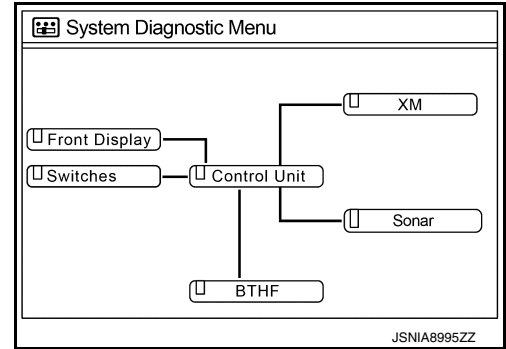 System Diagnostic Menu
XM
Front Display
Switches
Control Unit
Sonar
BTHF
JSNIA8995ZZ